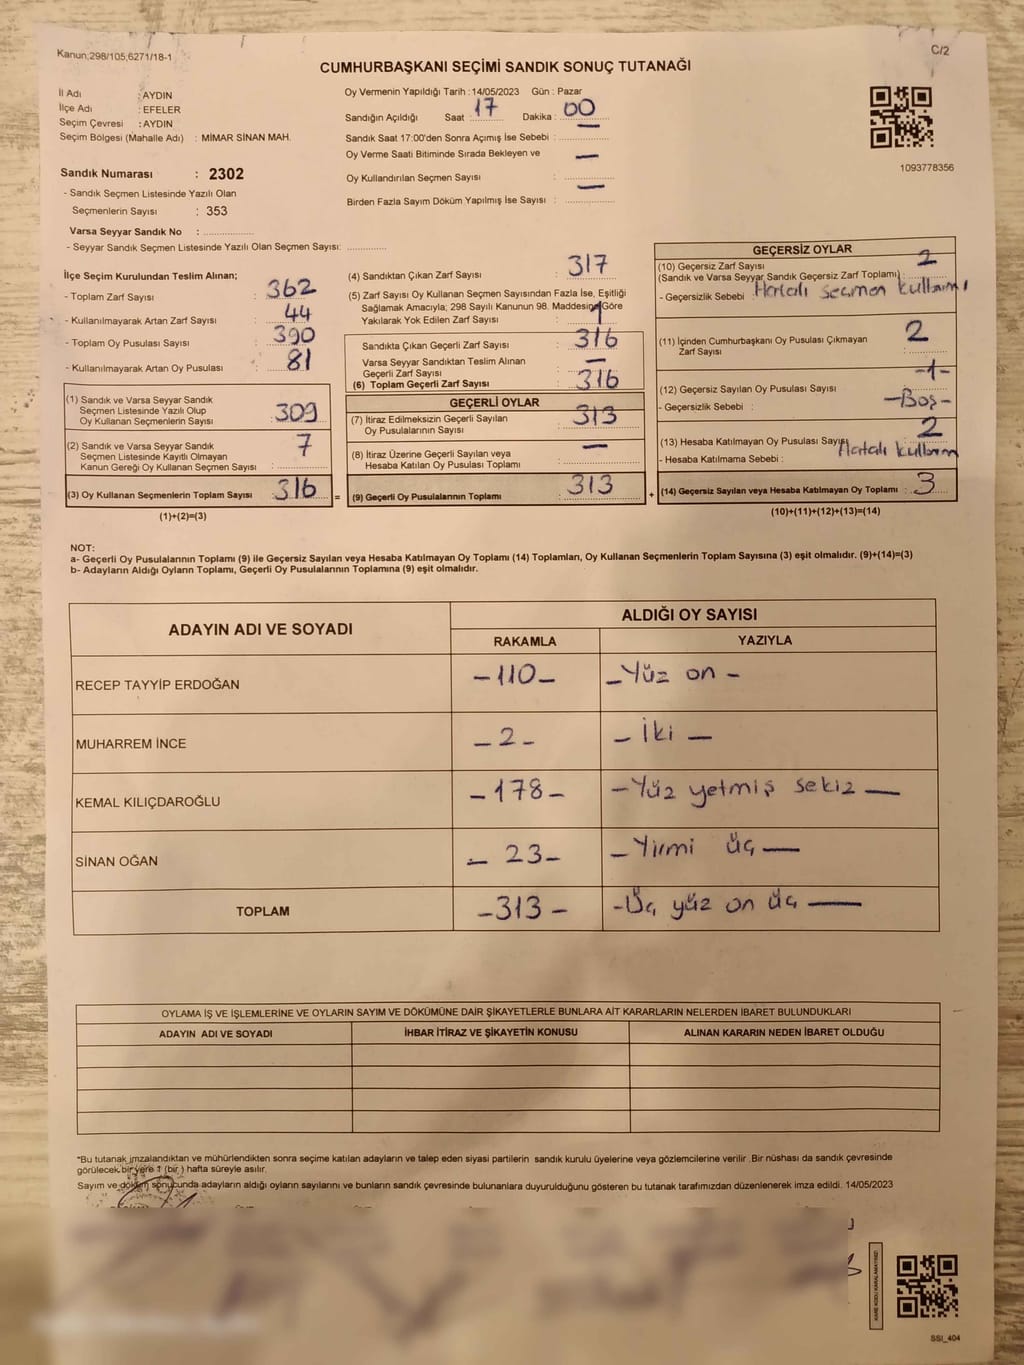 Kanun;298/105,6271/18-1
C/2
CUMHURBAŞKANI SEÇİMİ SANDIK SONUÇ TUTANAĞI
İl Adı : AYDIN
İlçe Adı : EFELER
Seçim Çevresi : AYDIN
Seçim Bölgesi (Mahalle Adı) : MİMAR SİNAN MAH.
Oy Vermenin Yapıldığı Tarih :14/05/2023 Gün : Pazar
Sandığın Açıldığı Saat : 17 Dakika : 00
Sandık Saat 17:00'den Sonra Açımış İse Sebebi : —
Oy Verme Saati Bitiminde Sırada Bekleyen ve
Oy Kullandırılan Seçmen Sayısı : —
Birden Fazla Sayım Döküm Yapılmış İse Sayısı : —
1093778356
Sandık Numarası : 2302
- Sandık Seçmen Listesinde Yazılı Olan
Seçmenlerin Sayısı : 353
Varsa Seyyar Sandık No :
- Seyyar Sandık Seçmen Listesinde Yazılı Olan Seçmen Sayısı:
İlçe Seçim Kurulundan Teslim Alınan;
- Toplam Zarf Sayısı : 362
- Kullanılmayarak Artan Zarf Sayısı : 44
- Toplam Oy Pusulası Sayısı : 390
- Kullanılmayarak Artan Oy Pusulası : 81
(1) Sandık ve Varsa Seyyar Sandık
Seçmen Listesinde Yazılı Olup
Oy Kullanan Seçmenlerin Sayısı : 309
(2) Sandık ve Varsa Seyyar Sandık
Seçmen Listesinde Kayıtlı Olmayan
Kanun Gereği Oy Kullanan Seçmen Sayısı : 7
(3) Oy Kullanan Seçmenlerin Toplam Sayısı : 316 =
(1)+(2)=(3)
(4) Sandıktan Çıkan Zarf Sayısı : 317
(5) Zarf Sayısı Oy Kullanan Seçmen Sayısından Fazla İse, Eşitliği
Sağlamak Amacıyla; 298 Sayılı Kanunun 98. Maddesine Göre
Yakılarak Yok Edilen Zarf Sayısı : 1
Sandıkta Çıkan Geçerli Zarf Sayısı : 316
Varsa Seyyar Sandıktan Teslim Alınan
Geçerli Zarf Sayısı : —
(6) Toplam Geçerli Zarf Sayısı : 316
GEÇERLİ OYLAR
(7) İtiraz Edilmeksizin Geçerli Sayılan
Oy Pusulalarının Sayısı : 313
(8) İtiraz Üzerine Geçerli Sayılan veya
Hesaba Katılan Oy Pusulası Toplamı : —
(9) Geçerli Oy Pusulalarının Toplamı : 313 +
GEÇERSİZ OYLAR
(10) Geçersiz Zarf Sayısı
(Sandık ve Varsa Seyyar Sandık Geçersiz Zarf Toplamı) : 2
- Geçersizlik Sebebi : Hatalı seçmen kullanımı
(11) İçinden Cumhurbaşkanı Oy Pusulası Çıkmayan
Zarf Sayısı : 2
(12) Geçersiz Sayılan Oy Pusulası Sayısı -1-
- Geçersizlik Sebebi : -Boş-
(13) Hesaba Katılmayan Oy Pusulası Sayısı 2
- Hesaba Katılmama Sebebi : Hatalı kullanım
(14) Geçersiz Sayılan veya Hesaba Katılmayan Oy Toplamı : 3
(10)+(11)+(12)+(13)=(14)
NOT:
a- Geçerli Oy Pusulalarının Toplamı (9) ile Geçersiz Sayılan veya Hesaba Katılmayan Oy Toplamı (14) Toplamları, Oy Kullanan Seçmenlerin Toplam Sayısına (3) eşit olmalıdır. (9)+(14)=(3)
b- Adayların Aldığı Oyların Toplamı, Geçerli Oy Pusulalarının Toplamına (9) eşit olmalıdır.
ADAYIN ADI VE SOYADI
ALDIĞI OY SAYISI
RAKAMLA YAZIYLA
RECEP TAYYİP ERDOĞAN -110- -Yüz on -
MUHARREM İNCE -2- - İki -
KEMAL KILIÇDAROĞLU -178- -Yüz yetmiş sekiz -
SİNAN OĞAN - 23- -Yirmi üç -
TOPLAM -313- -Üç yüz on üç -
OYLAMA İŞ VE İŞLEMLERİNE VE OYLARIN SAYIM VE DÖKÜMÜNE DAİR ŞİKAYETLERLE BUNLARA AİT KARARLARIN NELERDEN İBARET BULUNDUKLARI
ADAYIN ADI VE SOYADI İHBAR İTİRAZ VE ŞİKAYETİN KONUSU ALINAN KARARIN NEDEN İBARET OLDUĞU
*Bu tutanak imzalandıktan ve mühürlendikten sonra seçime katılan adayların ve talep eden siyasi partilerin sandık kurulu üyelerine veya gözlemcilerine verilir .Bir nüshası da sandık çevresinde
görülecek bir yere 1 (bir ) hafta süreyle asılır.
Sayım ve döküm sonucunda adayların aldığı oyların sayılarını ve bunların sandık çevresinde bulunanlara duyurulduğunu gösteren bu tutanak tarafımızdan düzenlenerek imza edildi. 14/05/2023
KARE KODU KARALAMAYINIZ!
SSI_404